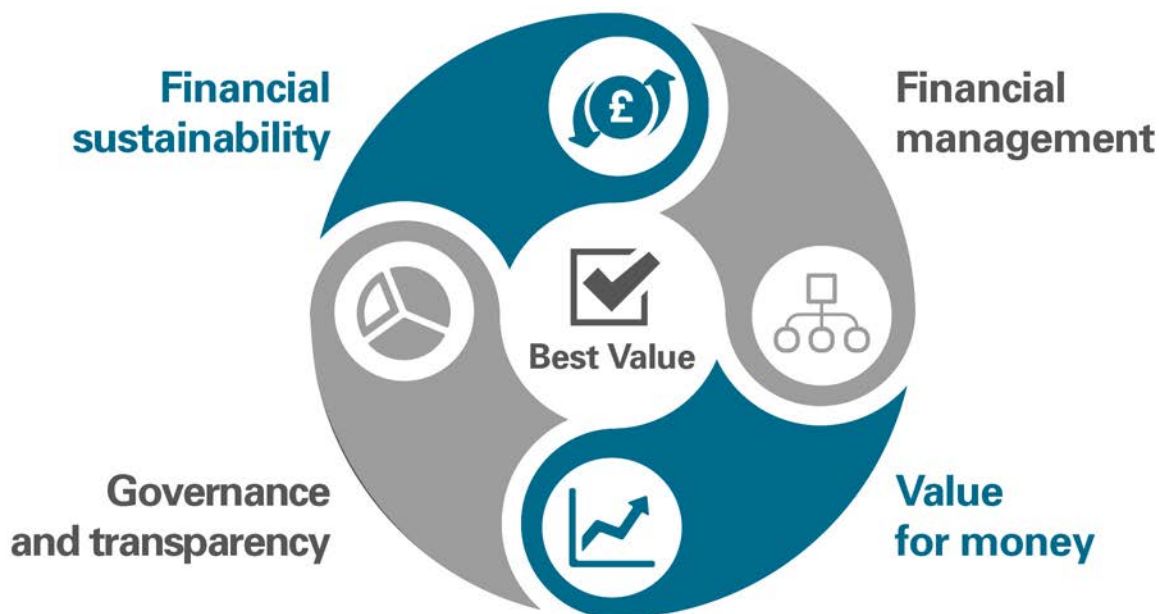 Financial
sustainability
£
Financial
management
Best Value
Governance
and transparency
Value
for money